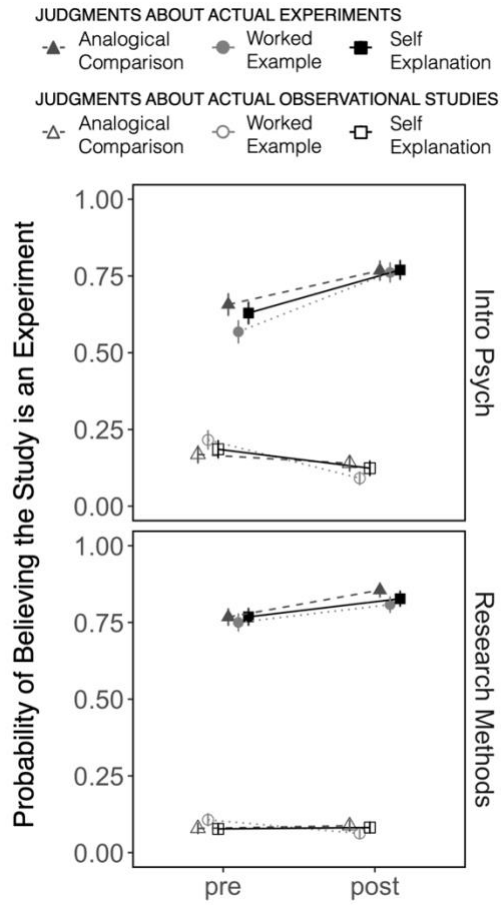 JUDGMENTS ABOUT ACTUAL EXPERIMENTS
Analogical Comparison
Worked Example
Self Explanation
JUDGMENTS ABOUT ACTUAL OBSERVATIONAL STUDIES
Analogical Comparison
Worked Example
Self Explanation
Probability of Believing the Study is an Experiment
1.00
0.75
0.50
0.25
0.00
Intro Psych
1.00
0.75
0.50
0.25
0.00
Research Methods
pre post